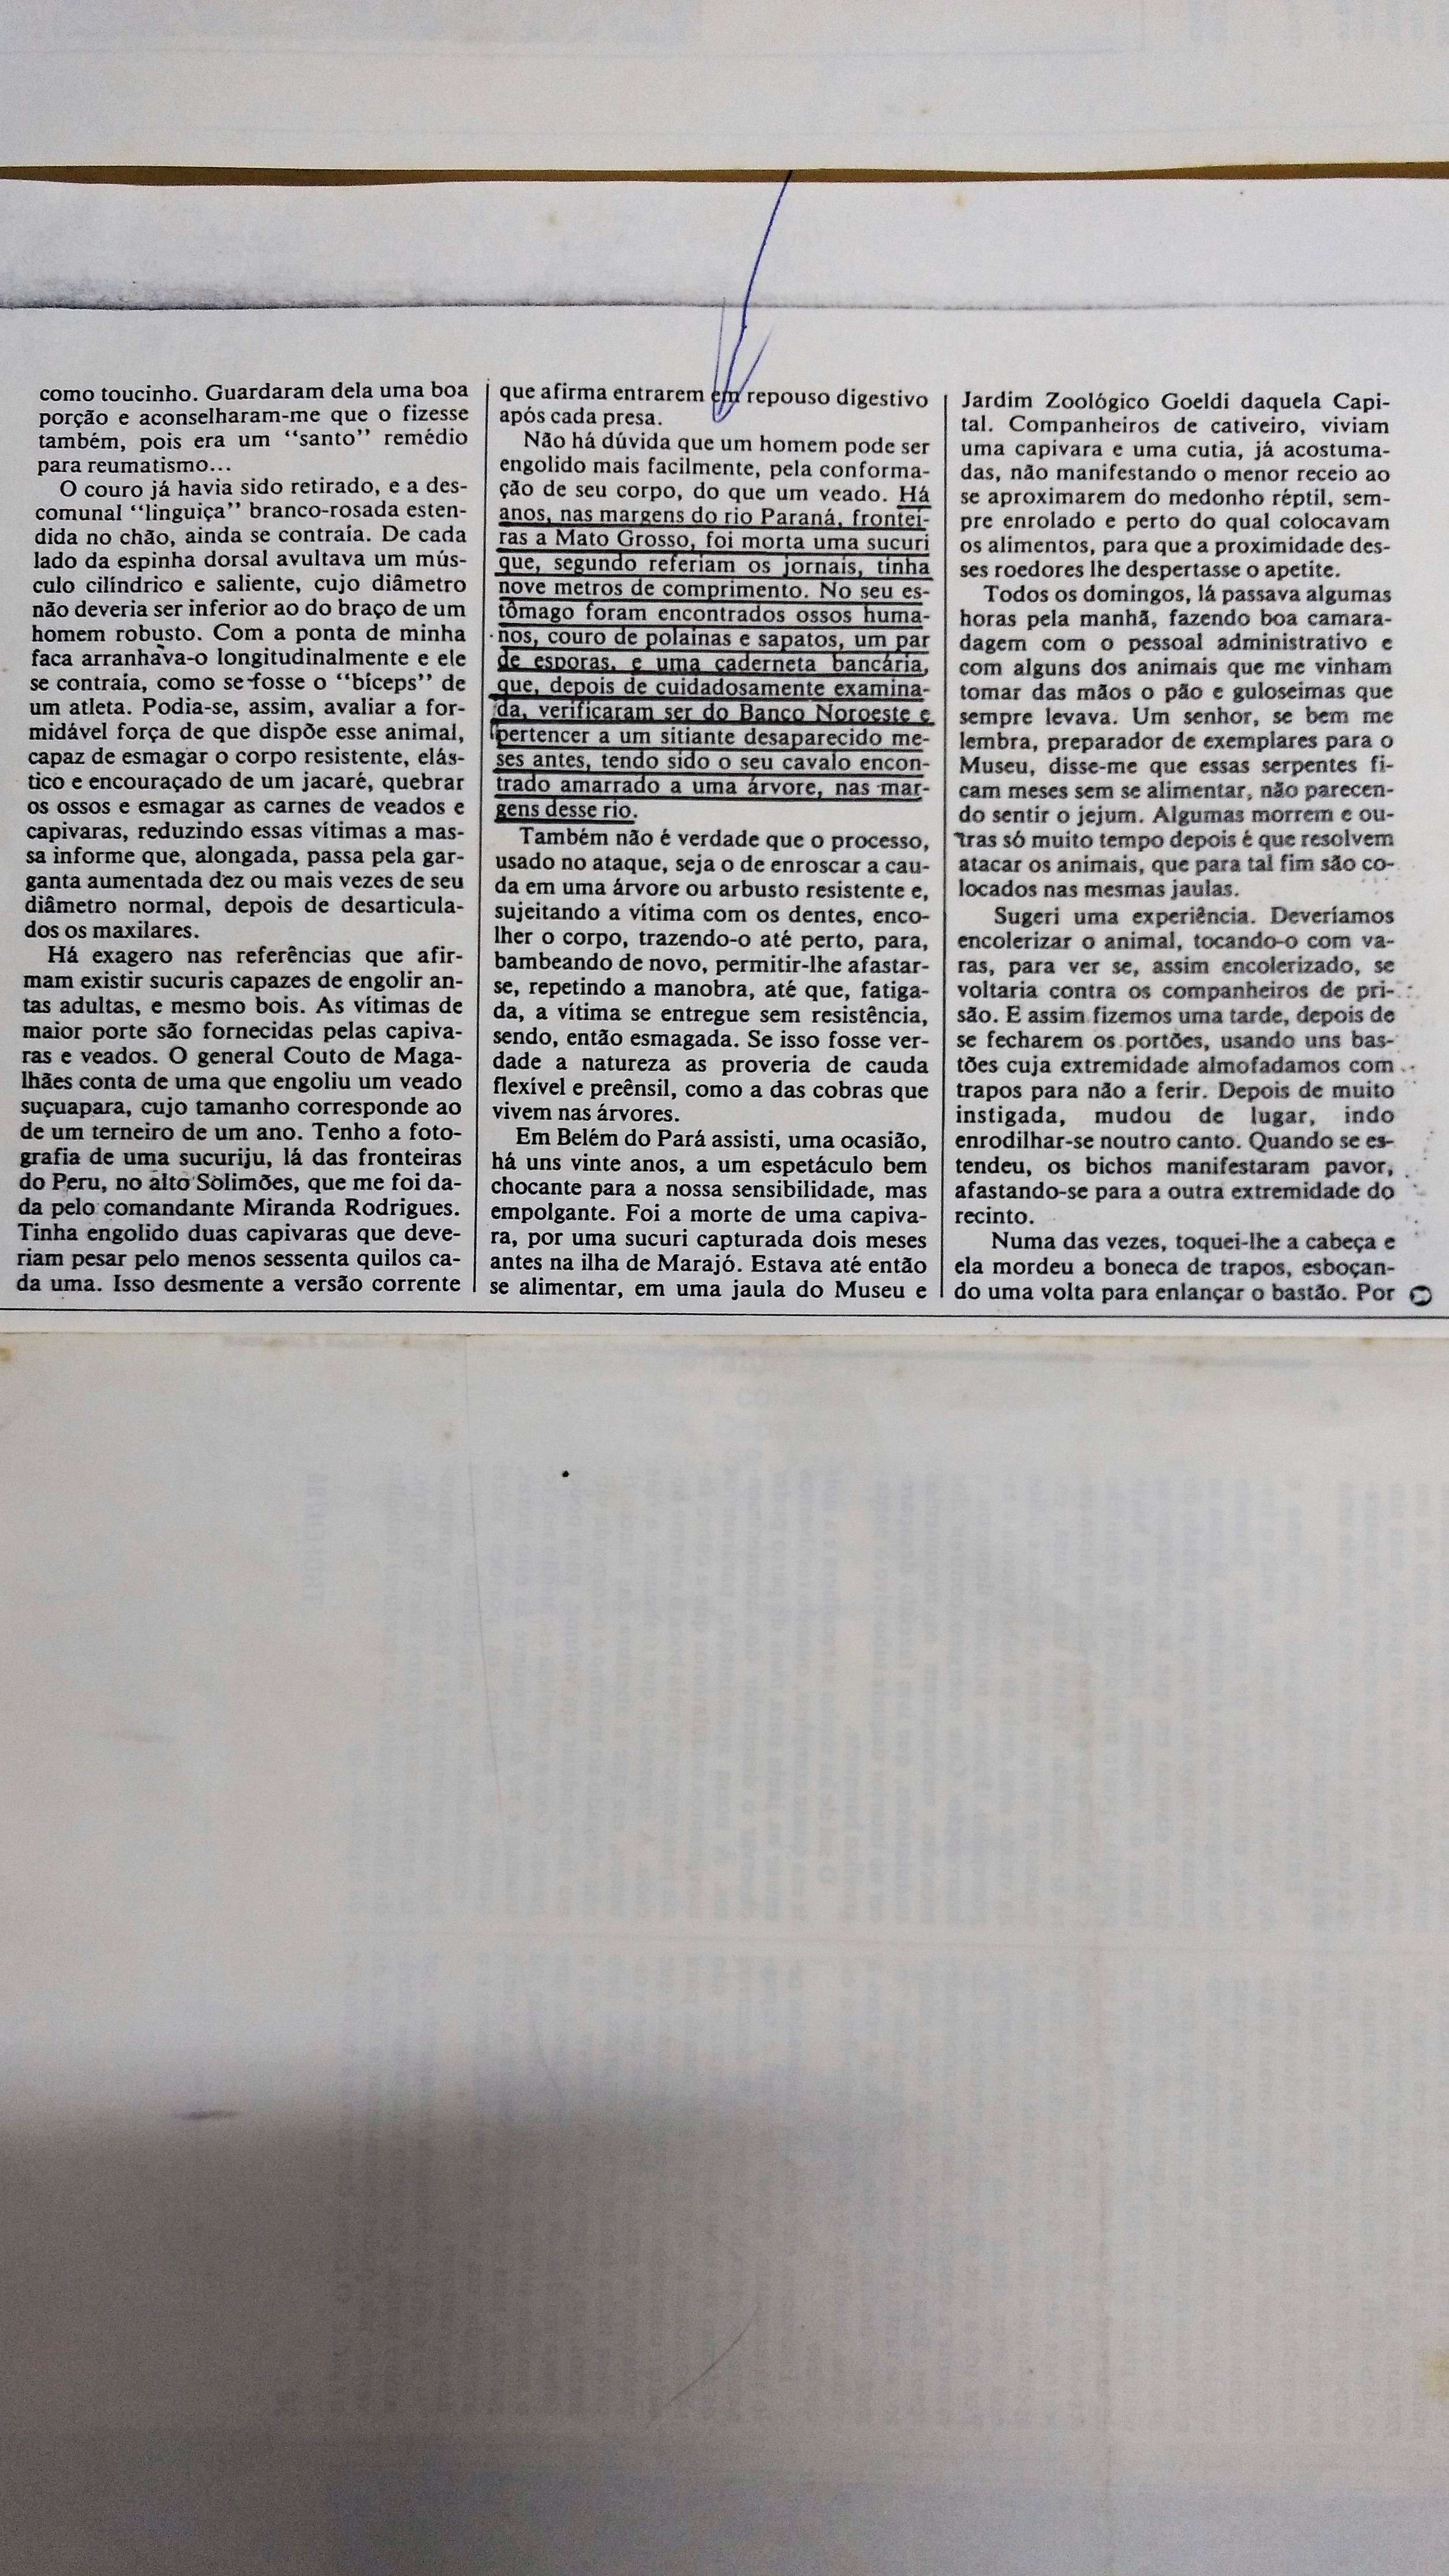 como toucinho. Guardaram dela uma boa
porção e aconselharam-me que o fizesse
também, pois era um “santo” remédio
para reumatismo...
O couro já havia sido retirado, e a des-
comunal “linguiça” branco-rosada esten-
dida no chão, ainda se contraía. De cada
lado da espinha dorsal avultava um mús-
culo cilíndrico e saliente, cujo diâmetro
não deveria ser inferior ao do braço de um
homem robusto. Com a ponta de minha
faca arranhava-o longitudinalmente e ele
se contraía, como se fosse o “bíceps” de
um atleta. Podia-se, assim, avaliar a for-
midável força de que dispõe esse animal,
capaz de esmagar o corpo resistente, elás-
tico e encouraçado de um jacaré, quebrar
os ossos e esmagar as carnes de veados e
capivaras, reduzindo essas vítimas a mas-
sa informe que, alongada, passa pela gar-
ganta aumentada dez ou mais vezes de seu
diâmetro normal, depois de desarticula-
dos os maxilares.
Há exagero nas referências que afir-
mam existir sucuris capazes de engolir an-
tas adultas, e mesmo bois. As vítimas de
maior porte são fornecidas pelas capiva-
ras e veados. O general Couto de Maga-
lhães conta de uma que engoliu um veado
suçuapara, cujo tamanho corresponde ao
de um terneiro de um ano. Tenho a foto-
grafia de uma sucuriju, lá das fronteiras
do Peru, no alto Solimões, que me foi da-
da pelo comandante Miranda Rodrigues.
Tinha engolido duas capivaras que deve-
riam pesar pelo menos sessenta quilos ca-
da uma. Isso desmente a versão corrente
que afirma entrarem em repouso digestivo
após cada presa.
Não há dúvida que um homem pode ser
engolido mais facilmente, pela conforma-
ção de seu corpo, do que um veado. Há
anos, nas margens do rio Paraná, frontei-
ras a Mato Grosso, foi morta uma sucuri
que, segundo referiam os jornais, tinha
nove metros de comprimento. No seu es-
tômago foram encontrados ossos huma-
nos, couro de polainas e sapatos, um par
de esporas, e uma caderneta bancária,
que, depois de cuidadosamente examina-
da, verificaram ser do Banco Noroeste e
pertencer a um sitiante desaparecido me-
ses antes, tendo sido o seu cavalo encon-
trado amarrado a uma árvore, nas mar-
gens desse rio.
Também não é verdade que o processo,
usado no ataque, seja o de enroscar a cau-
da em uma árvore ou arbusto resistente e,
sujeitando a vítima com os dentes, enco-
lher o corpo, trazendo-o até perto, para,
bambeando de novo, permitir-lhe afastar-
se, repetindo a manobra, até que, fatiga-
da, a vítima se entregue sem resistência,
sendo, então esmagada. Se isso fosse ver-
dade a natureza as proveria de cauda
flexível e preênsil, como a das cobras que
vivem nas árvores.
Em Belém do Pará assisti, uma ocasião,
há uns vinte anos, a um espetáculo bem
chocante para a nossa sensibilidade, mas
empolgante. Foi a morte de uma capiva-
ra, por uma sucuri capturada dois meses
antes na ilha de Marajó. Estava até então
se alimentar, em uma jaula do Museu e
Jardim Zoológico Goeldi daquela Capi-
tal. Companheiros de cativeiro, viviam
uma capivara e uma cutia, já acostuma-
das, não manifestando o menor receio ao
se aproximarem do medonho réptil, sem-
pre enrolado e perto do qual colocavam
os alimentos, para que a proximidade des-
ses roedores lhe despertasse o apetite.
Todos os domingos, lá passava algumas
horas pela manhã, fazendo boa camara-
dagem com o pessoal administrativo e
com alguns dos animais que me vinham
tomar das mãos o pão e guloseimas que
sempre levava. Um senhor, se bem me
lembra, preparador de exemplares para o
Museu, disse-me que essas serpentes fi-
cam meses sem se alimentar, não parecen-
do sentir o jejum. Algumas morrem e ou-
tras só muito tempo depois é que resolvem
atacar os animais, que para tal fim são co-
locados nas mesmas jaulas.
Sugeri uma experiência. Deveríamos
encolerizar o animal, tocando-o com va-
ras, para ver se, assim encolerizado, se
voltaria contra os companheiros de pri-
são. E assim fizemos uma tarde, depois de
se fecharem os portões, usando uns bas-
tões cuja extremidade almofadamos com
trapos para não a ferir. Depois de muito
instigada, mudou de lugar, indo
enrodilhar-se noutro canto. Quando se es-
tendeu, os bichos manifestaram pavor,
afastando-se para a outra extremidade do
recinto.
Numa das vezes, toquei-lhe a cabeça e
ela mordeu a boneca de trapos, esboçan-
do uma volta para enlançar o bastão. Por